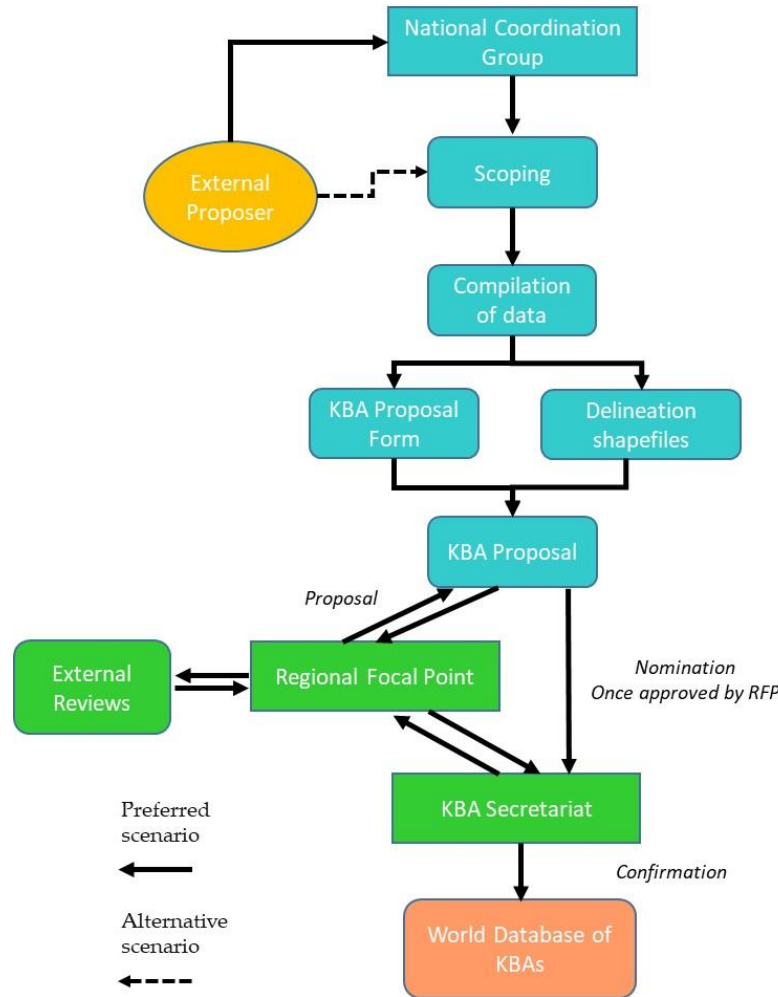 National Coordination
Group
External
Proposer
Scoping
Compilation
of data
KBA Proposal
Form
Delineation
shapefiles
KBA Proposal
Proposal
External
Reviews
Regional Focal Point
Nomination
Once approved by RFP
KBA Secretariat
Preferred
scenario
Confirmation
Alternative
scenario
World Database of
KBAs